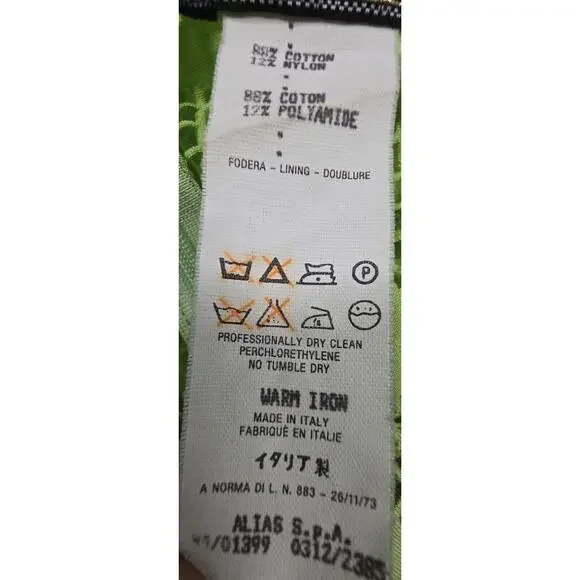 88% COTTON
12% NYLON
88% COTON
12% POLYAMIDE
FODERA - LINING - DOUBLURE
P
PROFESSIONALLY DRY CLEAN
PERCHLORETHYLENE
NO TUMBLE DRY
WARM IRON
MADE IN ITALY
FABRIQUÉ EN ITALIE
イタリア製
A NORMA DI L. N. 883 - 26/11/73
ALIAS S.p.A.
/01399 0312/2385